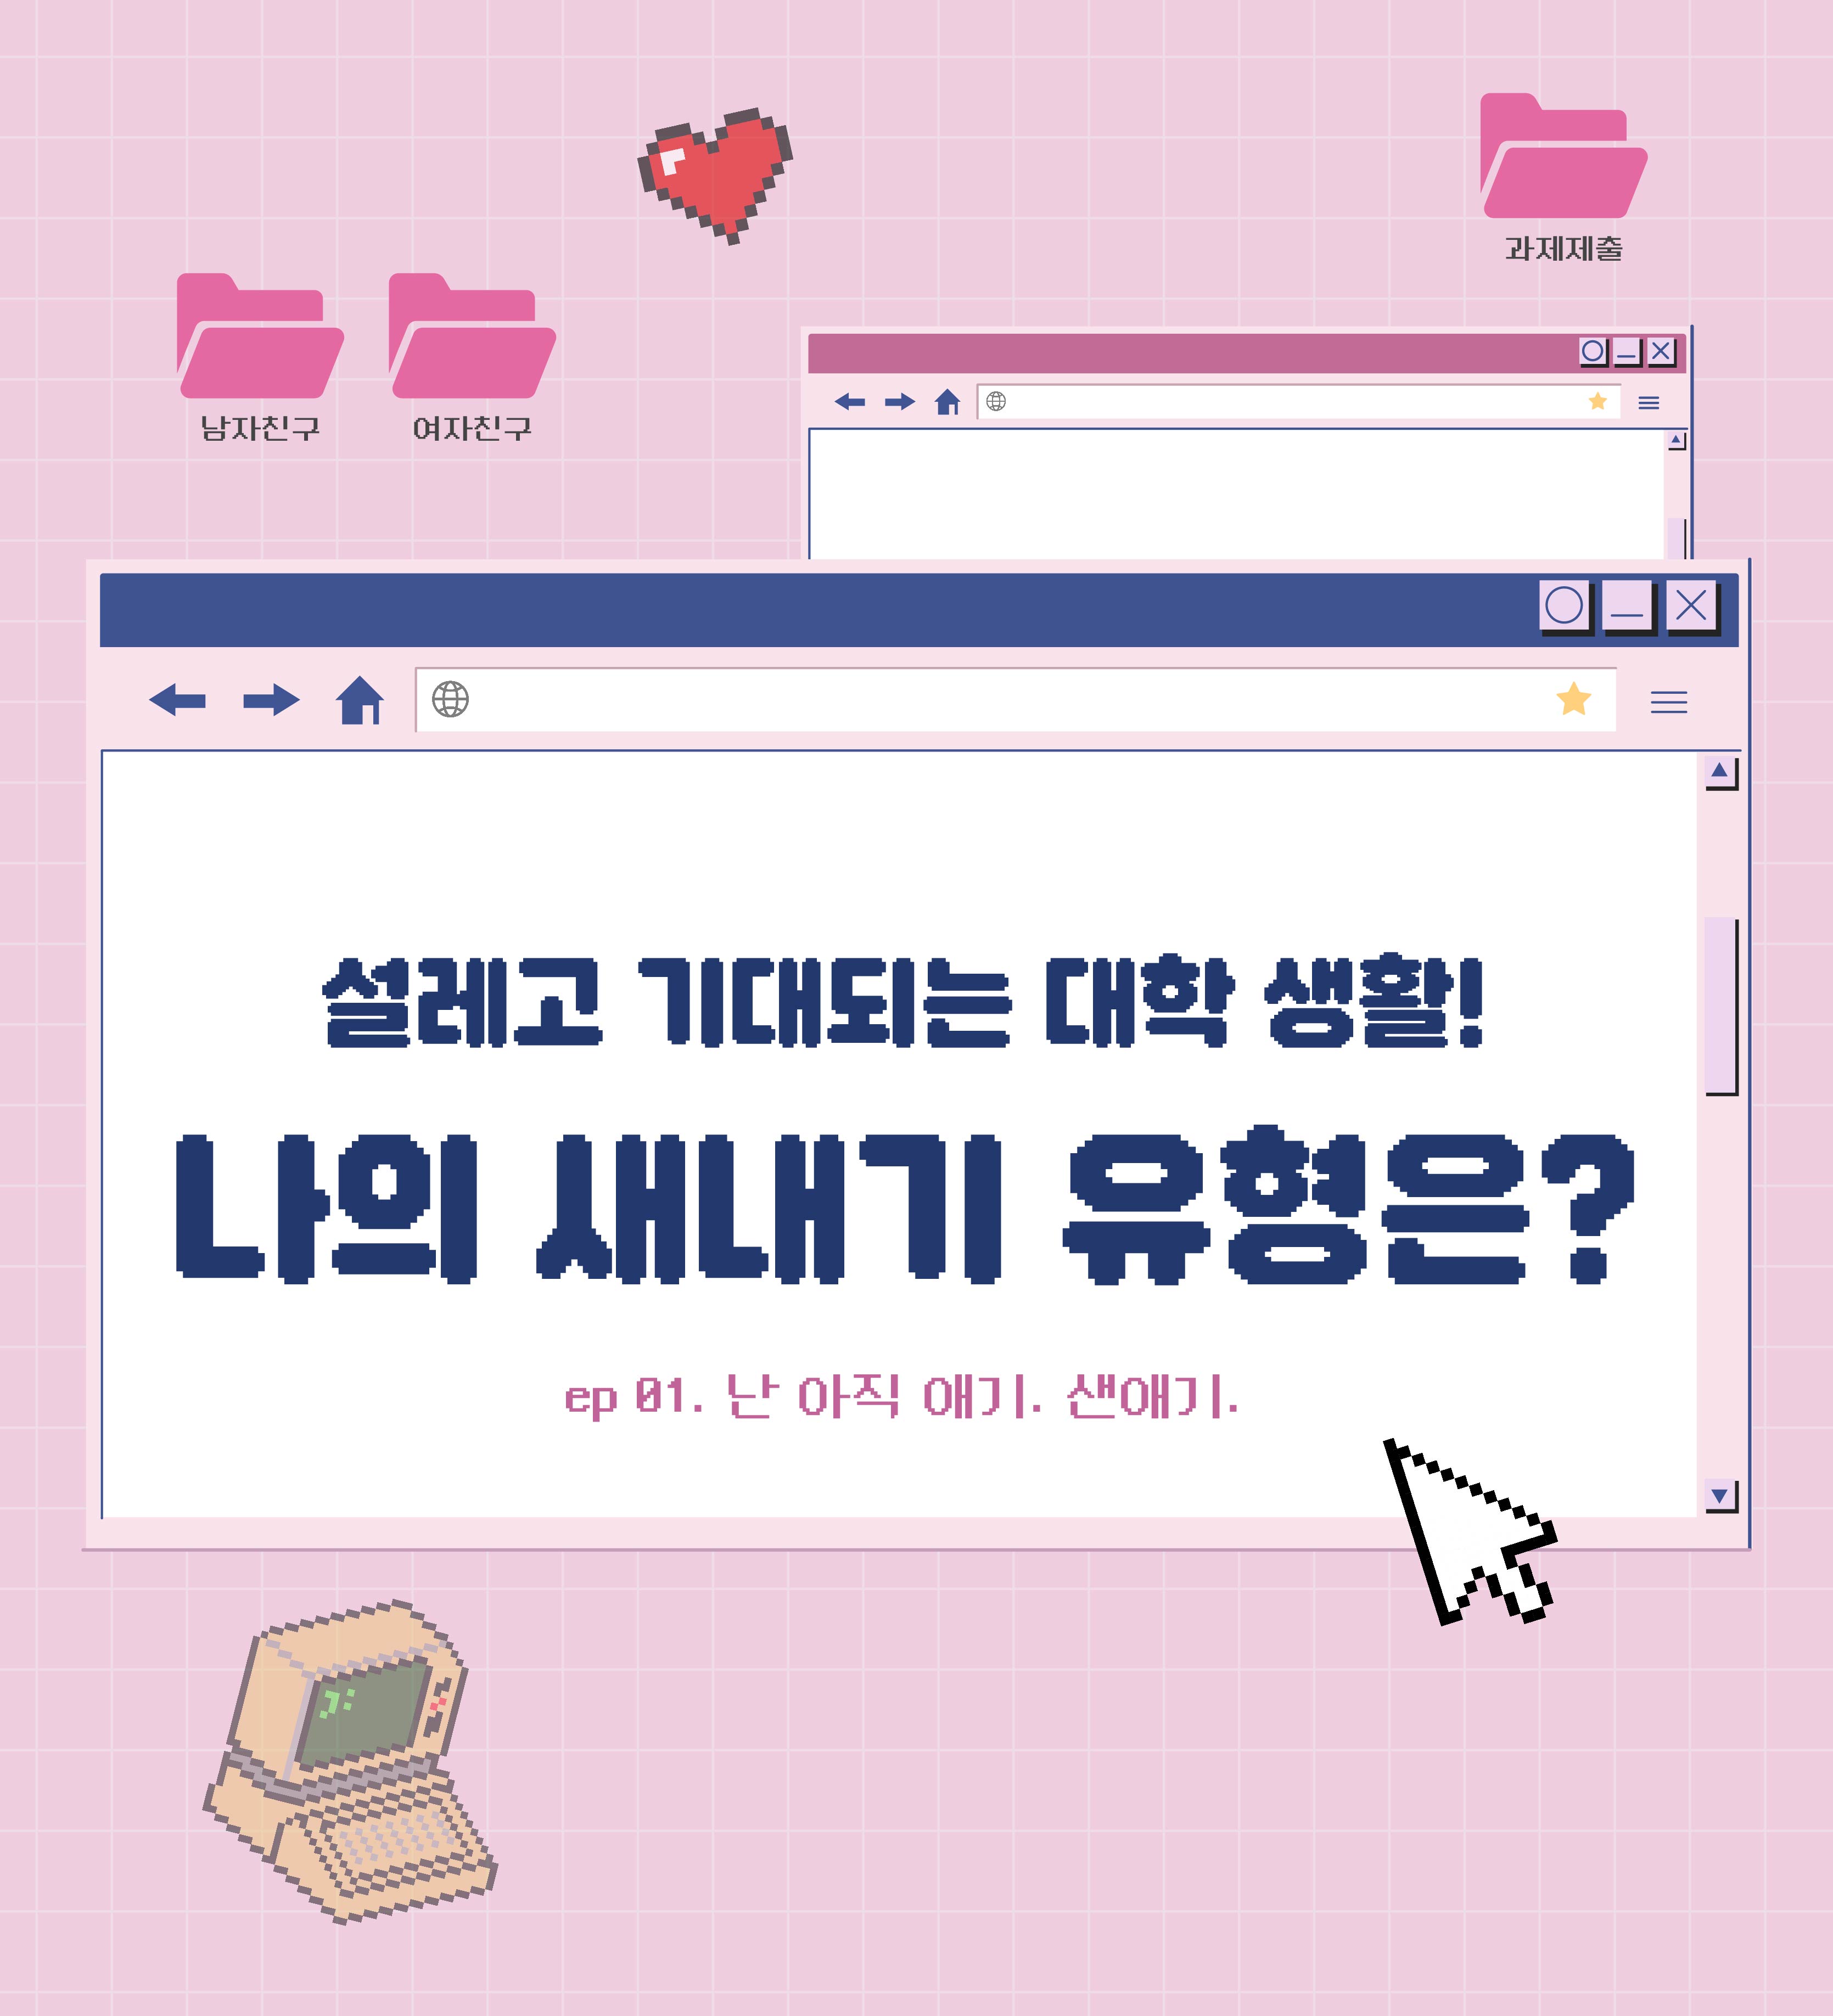 과제제출
남자친구 여자친구
설레고 기대되는 대학 생활!
나의 새내기 유형은?
ep 01. 난 아직 애기. 샌애기.